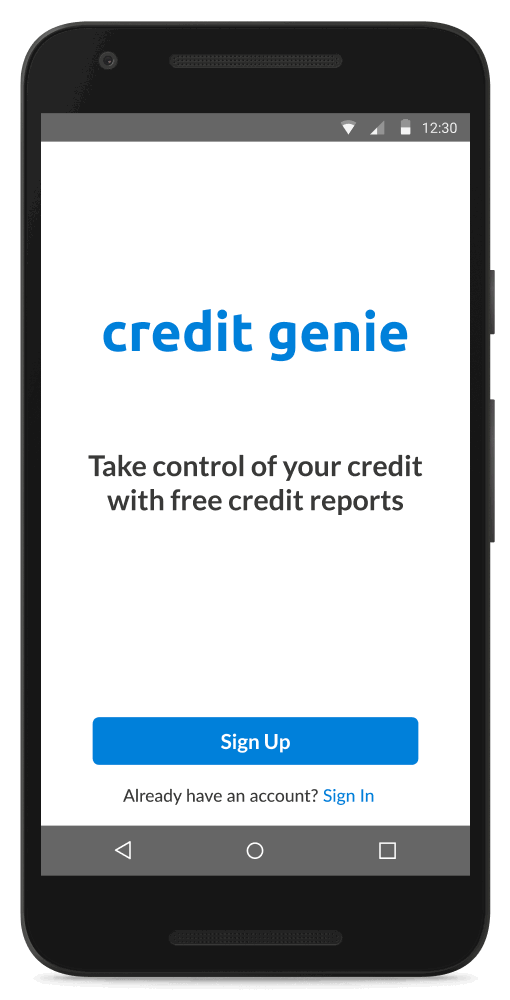 12:30
credit genie
Take control of your credit
with free credit reports
Sign Up
Already have an account? Sign In